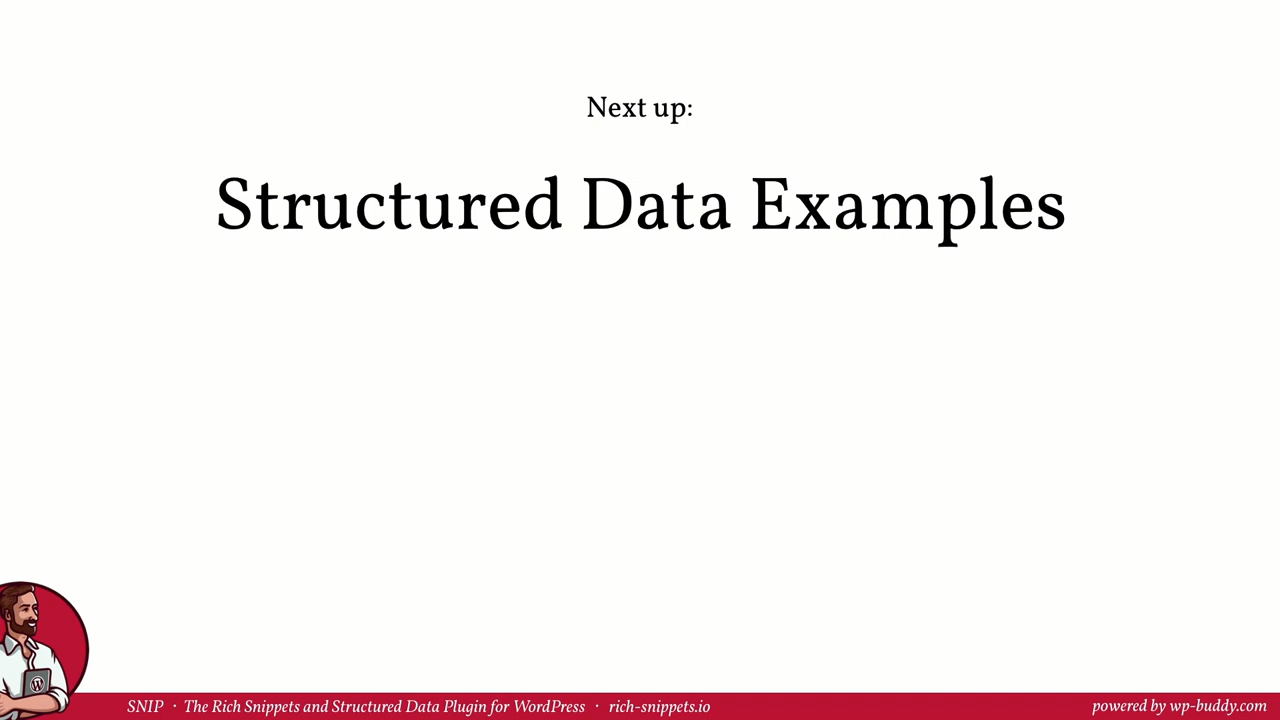 Next up:
Structured Data Examples
SNIP · The Rich Snippets and Structured Data Plugin for WordPress · rich-snippets.io
powered by wp-buddy.com